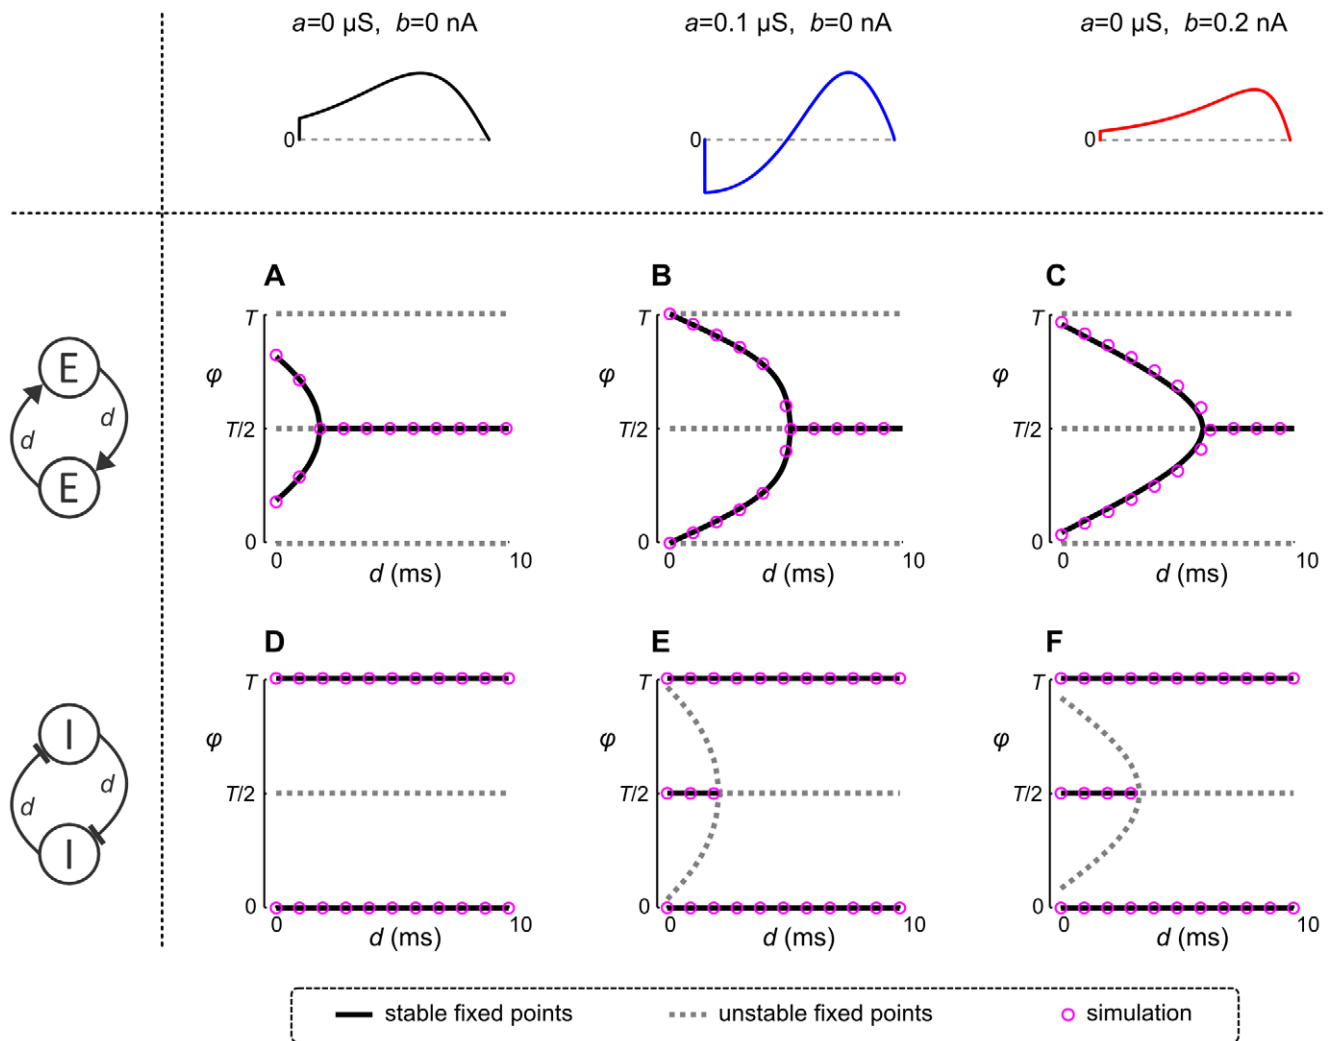 a=0 µS, b=0 nA
a=0.1 µS, b=0 nA
a=0 µS, b=0.2 nA
0
0
0
A
B
C
E
d
d
E
T
φ
T/2
0
0
10
d (ms)
T
φ
T/2
0
0
10
d (ms)
T
φ
T/2
0
0
10
d (ms)
D
E
F
I
d
d
I
T
φ
T/2
0
0
10
d (ms)
T
φ
T/2
0
0
10
d (ms)
T
φ
T/2
0
0
10
d (ms)
stable fixed points
unstable fixed points
simulation